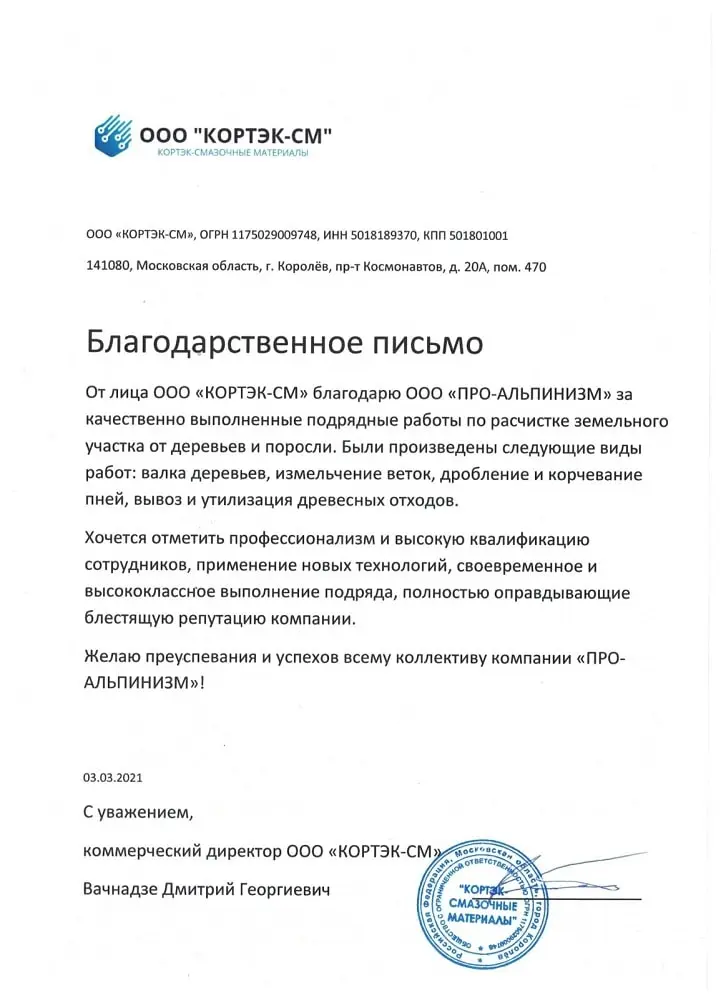 ООО "КОРТЭК-СМ"
КОРТЭК-СМАЗОЧНЫЕ МАТЕРИАЛЫ
ООО «КОРТЭК-СМ», ОГРН 1175029009748, ИНН 5018189370, КПП 501801001
141080, Московская область, г. Королёв, пр-т Космонавтов, д. 20А, пом. 470
Благодарственное письмо
От лица ООО «КОРТЭК-СМ» благодарю ООО «ПРО-АЛЬПИНИЗМ» за
качественно выполненные подрядные работы по расчистке земельного
участка от деревьев и поросли. Были произведены следующие виды
работ: валка деревьев, измельчение веток, дробление и корчевание
пней, вывоз и утилизация древесных отходов.
Хочется отметить профессионализм и высокую квалификацию
сотрудников, применение новых технологий, своевременное и
высококлассное выполнение подряда, полностью оправдывающие
блестящую репутацию компании.
Желаю преуспевания и успехов всему коллективу компании «ПРО-
АЛЬПИНИЗМ»!
03.03.2021
С уважением,
коммерческий директор ООО «КОРТЭК-СМ»
Вачнадзе Дмитрий Георгиевич
Российская Федерация, Московская область, город Королёв
ОБЩЕСТВО С ОГРАНИЧЕННОЙ ОТВЕТСТВЕННОСТЬЮ ОГРН 1175029009748
"КОРТЭК-
СМАЗОЧНЫЕ
МАТЕРИАЛЫ"